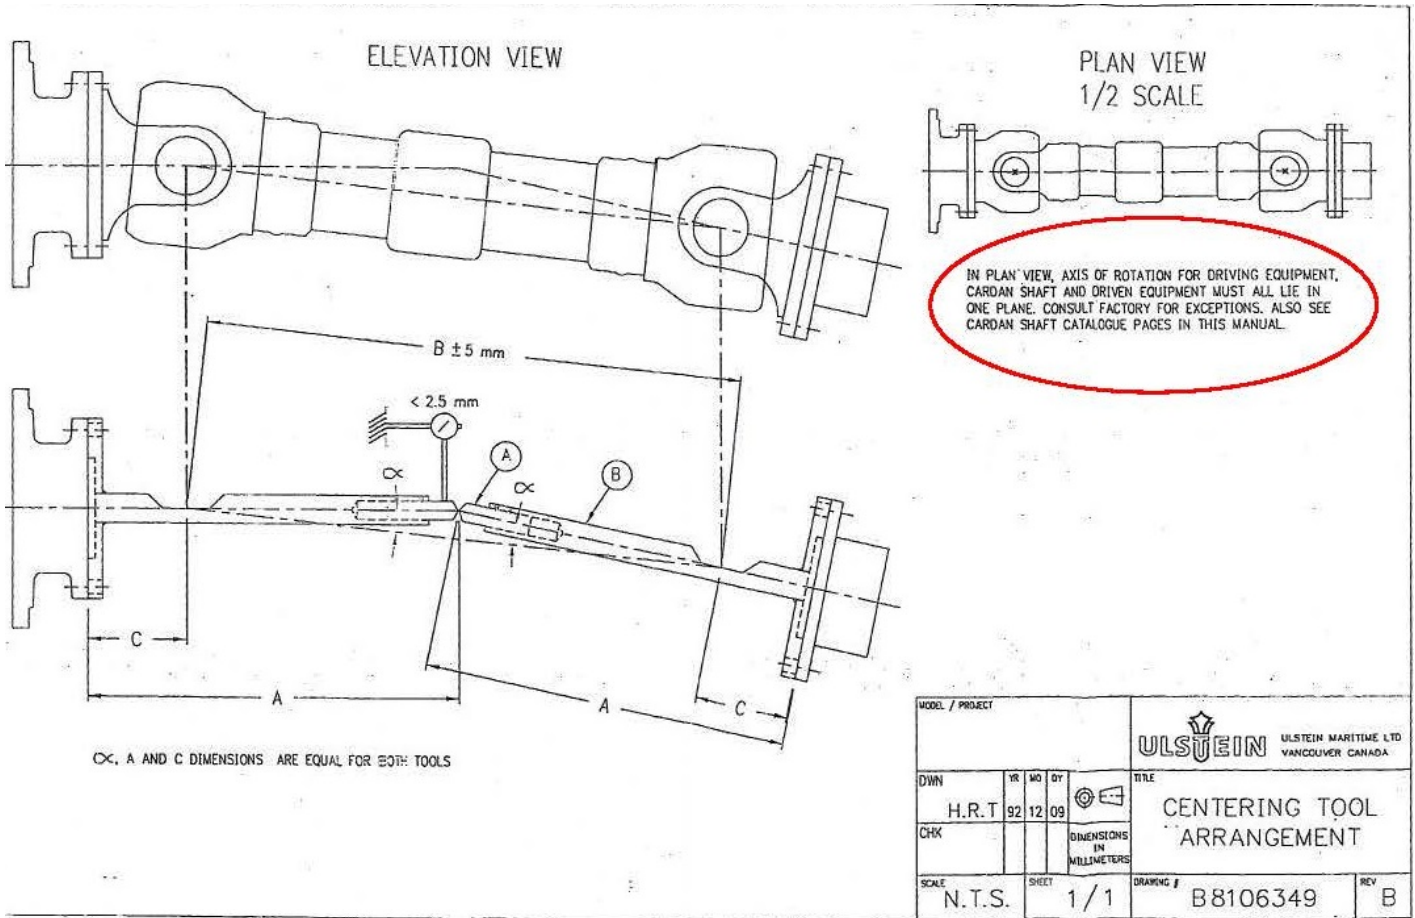 ELEVATION VIEW
PLAN VIEW
1/2 SCALE
IN PLAN VIEW, AXIS OF ROTATION FOR DRIVING EQUIPMENT,
CARDAN SHAFT AND DRIVEN EQUIPMENT MUST ALL LIE IN
ONE PLANE. CONSULT FACTORY FOR EXCEPTIONS. ALSO SEE
CARDAN SHAFT CATALOGUE PAGES IN THIS MANUAL.
B ±5 mm
< 2.5 mm
A
B
∝
∝
C
A
A
C
∝, A AND C DIMENSIONS ARE EQUAL FOR BOTH TOOLS
MODEL / PROJECT
ULSTEIN
ULSTEIN MARITIME LTD
VANCOUVER CANADA
DWN
H.R.T
YR MO DY
92 12 09
CHK
DIMENSIONS
IN
MILLIMETERS
TITLE
CENTERING TOOL
ARRANGEMENT
SCALE
N.T.S.
SHEET
1/1
DRAWING #
B8106349
REV
B